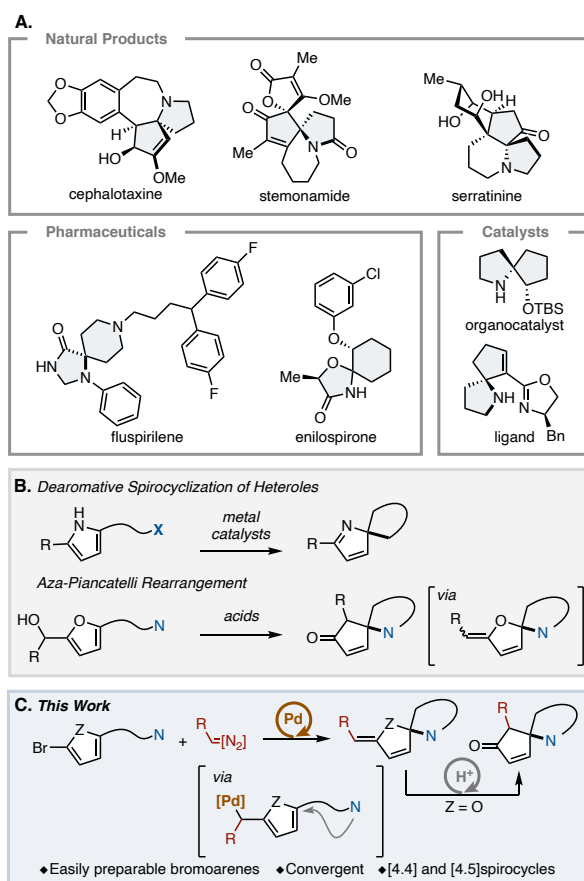 A.
Natural Products
O
O
N
H
HO
OMe
cephalotaxine
O
O
Me
OMe
O
Me
N
O
stemonamide
Me
OH
H
HO
O
N
serratinine
Pharmaceuticals
F
N
O
HN
N
F
fluspirilene
Cl
O
O
Me
NH
O
enilospirone
Catalysts
NH
OTBS
organocatalyst
O
NH
N
Bn
ligand
B. Dearomative Spirocyclization of Heteroles
H
N
R
X
metal
catalysts
N
R
Aza-Piancatelli Rearrangement
HO
O
N
R
acids
R
O
N
via
R
O
N
C. This Work
Br
Z
N
+
R
[N2]
Pd
R
Z
N
R
O
N
H+
Z = O
via
[Pd]
Z
N
R
◆Easily preparable bromoarenes ◆Convergent ◆[4.4] and [4.5]spirocycles